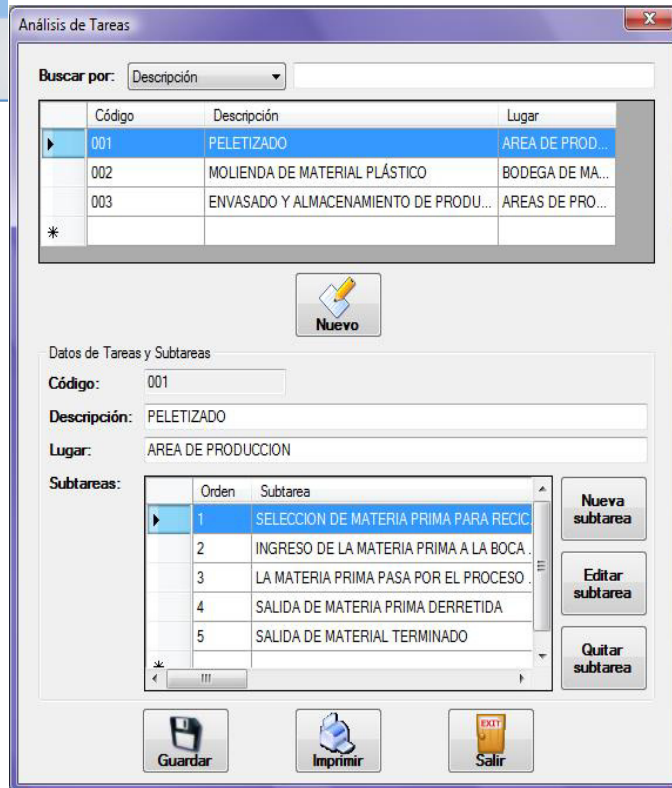 Análisis de Tareas
Buscar por: Descripción
Código Descripción Lugar
001 PELETIZADO AREA DE PROD...
002 MOLIENDA DE MATERIAL PLÁSTICO BODEGA DE MA...
003 ENVASADO Y ALMACENAMIENTO DE PRODU... AREAS DE PRO...
Nuevo
Datos de Tareas y Subtareas
Código: 001
Descripción: PELETIZADO
Lugar: AREA DE PRODUCCION
Subtareas:
Orden Subtarea
1 SELECCION DE MATERIA PRIMA PARA RECIC
2 INGRESO DE LA MATERIA PRIMA A LA BOCA .
3 LA MATERIA PRIMA PASA POR EL PROCESO .
4 SALIDA DE MATERIA PRIMA DERRETIDA
5 SALIDA DE MATERIAL TERMINADO
Nueva
subtarea
Editar
subtarea
Quitar
subtarea
Guardar
Imprimir
EXIT
Salir